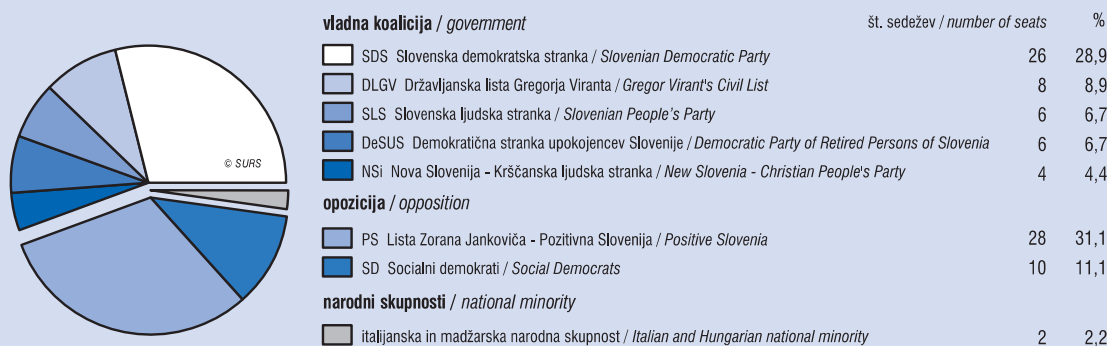 vladna koalicija / government št. sedežev / number of seats %
SDS Slovenska demokratska stranka / Slovenian Democratic Party 26 28,9
DLGV Državljanska lista Gregorja Viranta / Gregor Virant's Civil List 8 8,9
SLS Slovenska ljudska stranka / Slovenian People's Party 6 6,7
DeSUS Demokratična stranka upokojencev Slovenije / Democratic Party of Retired Persons of Slovenia 6 6,7
© SURS
NSi Nova Slovenija - Krščanska ljudska stranka / New Slovenia - Christian People's Party 4 4,4
opozicija / opposition
PS Lista Zorana Jankoviča - Pozitivna Slovenija / Positive Slovenia 28 31,1
SD Socialni demokrati / Social Democrats 10 11,1
narodni skupnosti / national minority
italijanska in madžarska narodna skupnost / Italian and Hungarian national minority 2 2,2